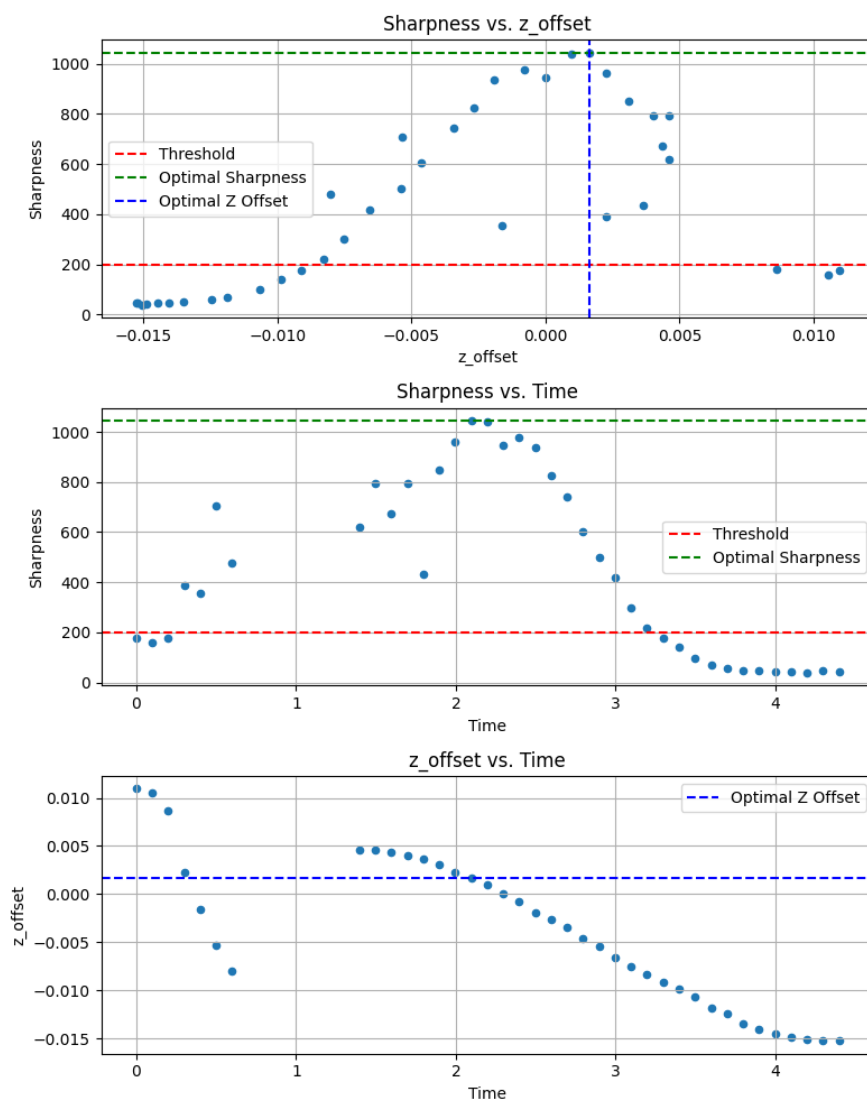 Sharpness vs. z_offset
1000
800
600
400
200
0
Sharpness
Threshold
Optimal Sharpness
Optimal Z Offset
−0.015
−0.010
−0.005
0.000
0.005
0.010
z_offset
Sharpness vs. Time
1000
800
600
400
200
0
Sharpness
Threshold
Optimal Sharpness
0
1
2
3
4
Time
z_offset vs. Time
0.010
0.005
0.000
−0.005
−0.010
−0.015
z_offset
Optimal Z Offset
0
1
2
3
4
Time